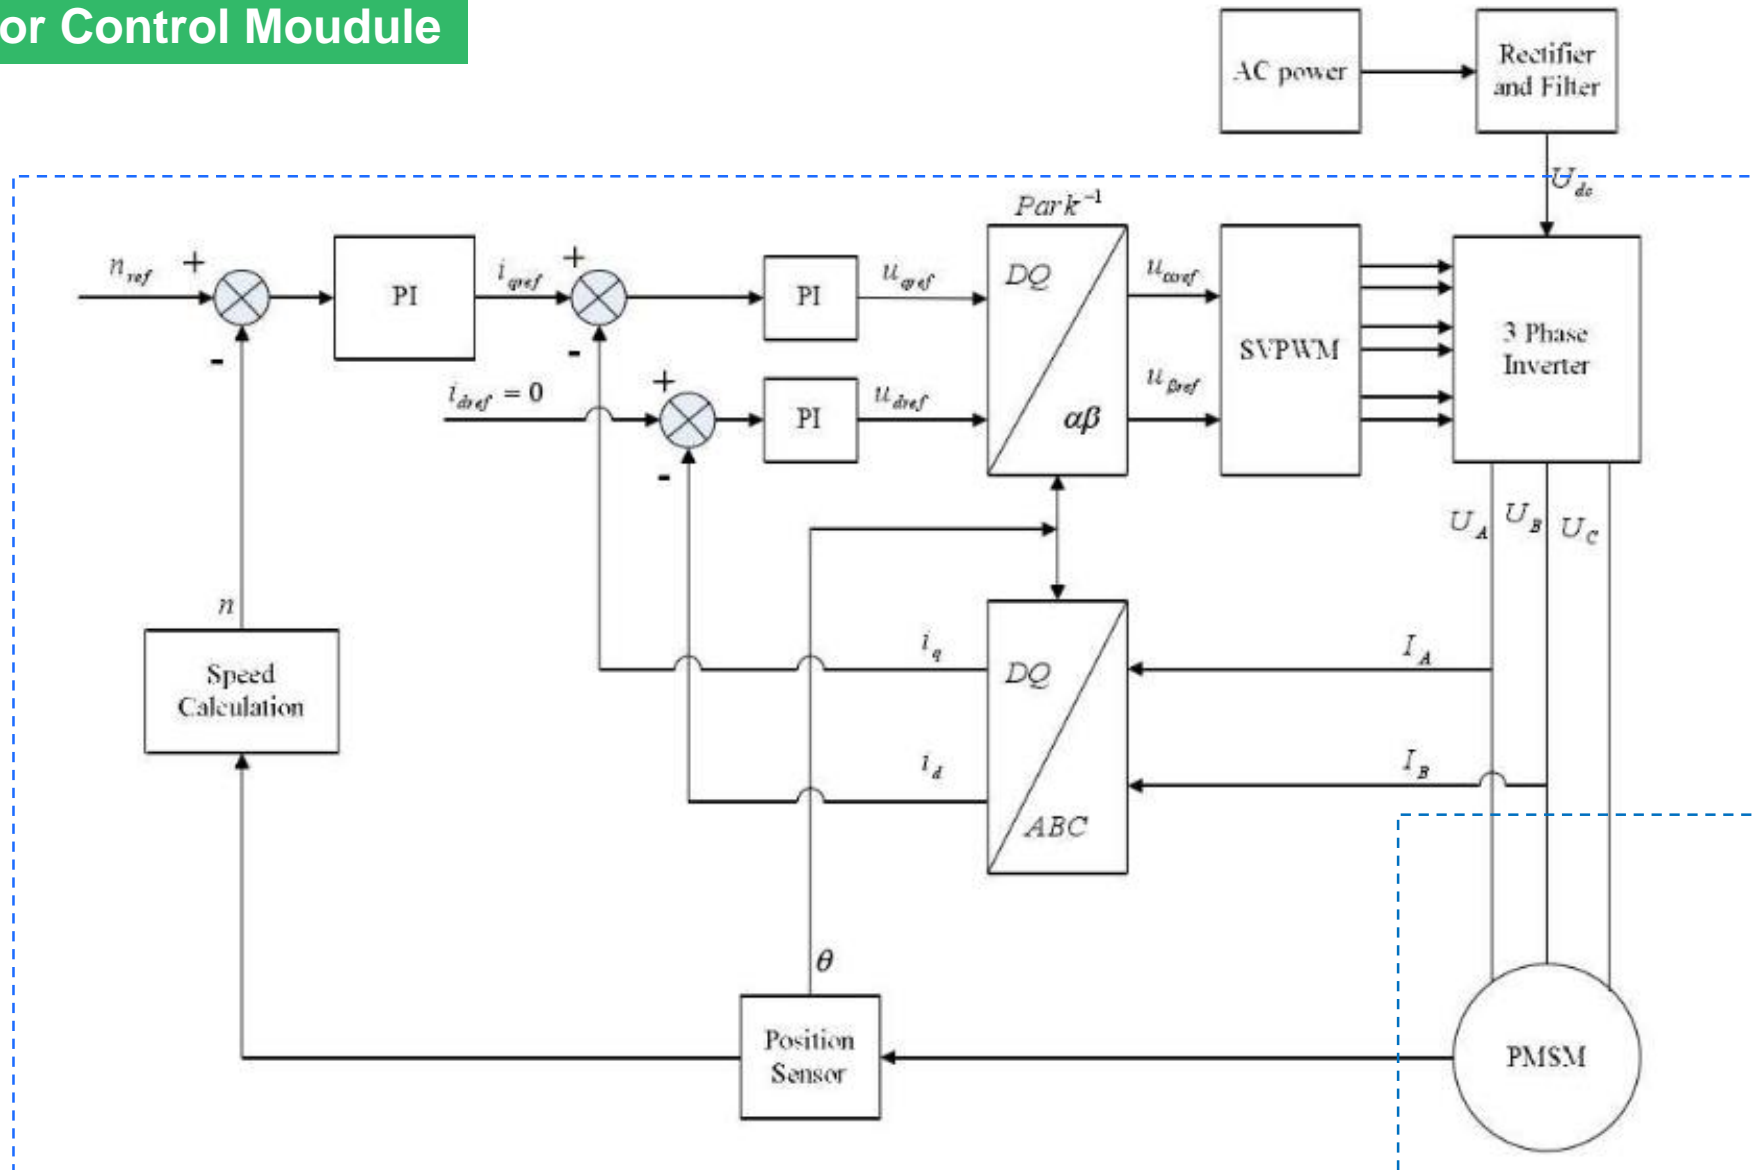 or Control Moudule
AC power
Rectifier
and Filter
U_dc
Park⁻¹
n_ref
+
-
PI
i_qref
+
-
PI
u_qref
DQ
αβ
u_αref
u_βref
SVPWM
3 Phase
Inverter
i_dref = 0
+
-
PI
u_dref
U_A
U_B
U_C
n
Speed
Calculation
i_q
i_d
DQ
ABC
I_A
I_B
θ
Position
Sensor
PMSM